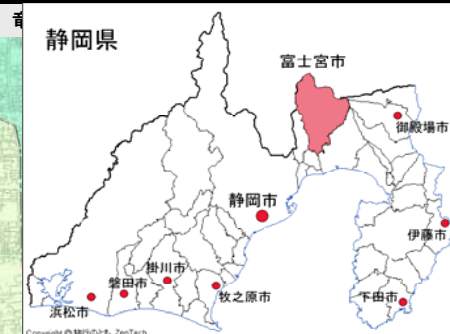 静岡県
富士宮市
御殿場市
静岡市
伊藤市
掛川市
磐田市
牧之原市
下田市
浜松市